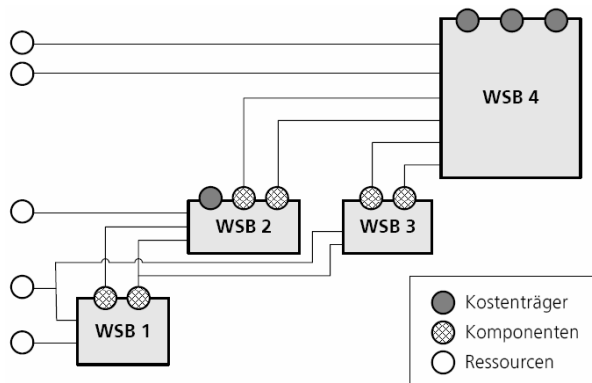 WSB 4
WSB 2
WSB 3
WSB 1
Kostenträger
Komponenten
Ressourcen